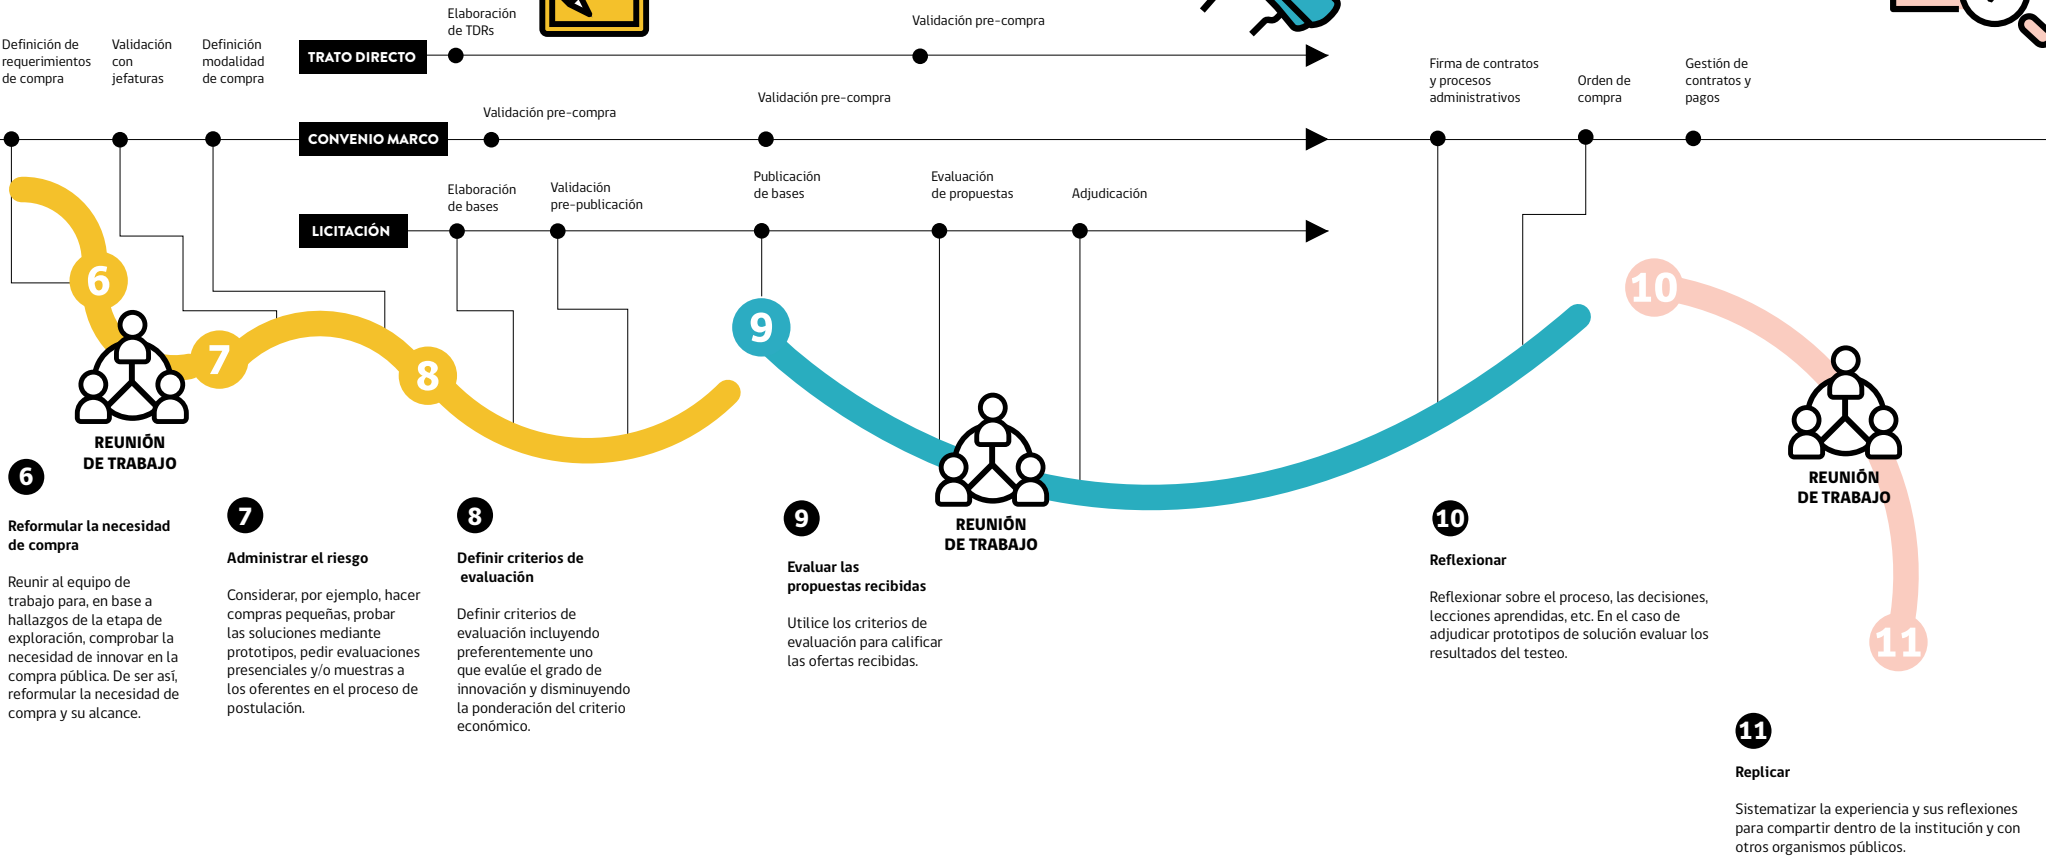 Elaboración
de TDRs
Validación pre-compra
Definición de
requerimientos
de compra
Validación
con
jefaturas
Definición
modalidad
de compra
TRATO DIRECTO
Firma de contratos
y procesos
administrativos
Orden de
compra
Gestión de
contratos y
pagos
Validación pre-compra
Validación pre-compra
CONVENIO MARCO
Elaboración
de bases
Validación
pre-publicación
Publicación
de bases
Evaluación
de propuestas
Adjudicación
LICITACIÓN
6
7
8
9
10
11
REUNIÓN
DE TRABAJO
REUNIÓN
DE TRABAJO
REUNIÓN
DE TRABAJO
6
Reformular la necesidad
de compra
Reunir al equipo de
trabajo para, en base a
hallazgos de la etapa de
exploración, comprobar la
necesidad de innovar en la
compra pública. De ser así,
reformular la necesidad de
compra y su alcance.
7
Administrar el riesgo
Considerar, por ejemplo, hacer
compras pequeñas, probar
las soluciones mediante
prototipos, pedir evaluaciones
presenciales y/o muestras a
los oferentes en el proceso de
postulación.
8
Definir criterios de
evaluación
Definir criterios de
evaluación incluyendo
preferentemente uno
que evalúe el grado de
innovación y disminuyendo
la ponderación del criterio
económico.
9
Evaluar las
propuestas recibidas
Utilice los criterios de
evaluación para calificar
las ofertas recibidas.
10
Reflexionar
Reflexionar sobre el proceso, las decisiones,
lecciones aprendidas, etc. En el caso de
adjudicar prototipos de solución evaluar los
resultados del testeo.
11
Replicar
Sistematizar la experiencia y sus reflexiones
para compartir dentro de la institución y con
otros organismos públicos.